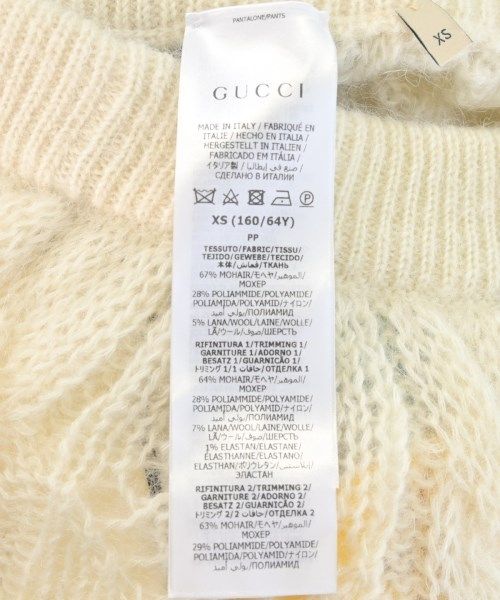 PANTALONE/PANTS
XS
GUCCI
MADE IN ITALY / FABRIQUÉ EN
ITALIE / HECHO EN ITALIA /
HERGESTELLT IN ITALIEN /
FABRICADO EM ITÁLIA /
イタリア製 / صنع في إيطاليا /
СДЕЛАНО В ИТАЛИИ
XS (160/64Y)
PP
TESSUTO/FABRIC/TISSU/
TEJIDO/GEWEBE/TECIDO/
本体/قماش/ТКАНЬ
67% MOHAIR/モヘヤ/الموهير/
МОХЕР
28% POLIAMMIDE/POLYAMIDE/
POLIAMIDA/POLYAMID/ナイロン/
بولي أميد/ПОЛИАМИД
5% LANA/WOOL/LAINE/WOLLE/
LÃ/ウール/صوف/ШЕРСТЬ
RIFINITURA 1/TRIMMING 1/
GARNITURE 1/ADORNO 1/
BESATZ 1/GUARNIÇÃO 1/
トリミング 1/حافات 1/ОТДЕЛКА 1
64% MOHAIR/モヘヤ/الموهير/
МОХЕР
28% POLIAMMIDE/POLYAMIDE/
POLIAMIDA/POLYAMID/ナイロン/
بولي أميد/ПОЛИАМИД
7% LANA/WOOL/LAINE/WOLLE/
LÃ/ウール/صوف/ШЕРСТЬ
1% ELASTAN/ELASTANE/
ÉLASTHANNE/ELASTANO/
ELASTHAN/ポリウレタン/إيلاستين/
ЭЛАСТАН
RIFINITURA 2/TRIMMING 2/
GARNITURE 2/ADORNO 2/
BESATZ 2/GUARNIÇÃO 2/
トリミング 2/حافات 2/ОТДЕЛКА 2
63% MOHAIR/モヘヤ/الموهير/
МОХЕР
29% POLIAMMIDE/POLYAMIDE/
POLIAMIDA/POLYAMID/ナイロン/
بولي أميد/ПОЛИАМИД